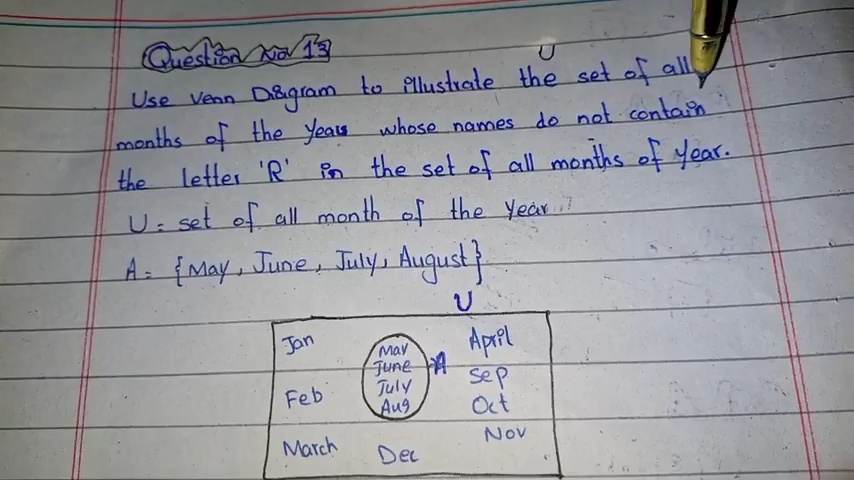 Question No 13
U
Use Venn Diagram to illustrate the set of all
months of the Years whose names do not contain
the letter 'R' in the set of all months of Year.
U = set of all month of the Year
A = {May, June, July, August}
U
Jan May April
June A
July Sep
Feb Aug Oct
Nov
March Dec